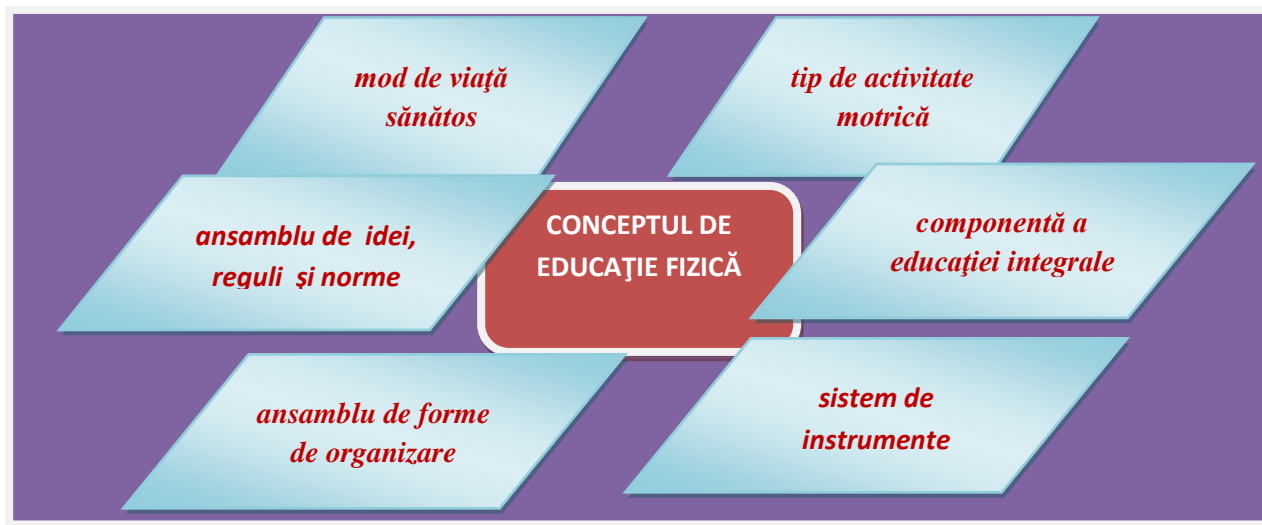 mod de viaţă
sănătos
tip de activitate
motrică
ansamblu de idei,
reguli şi norme
CONCEPTUL DE
EDUCAŢIE FIZICĂ
componentă a
educaţiei integrale
ansamblu de forme
de organizare
sistem de
instrumente